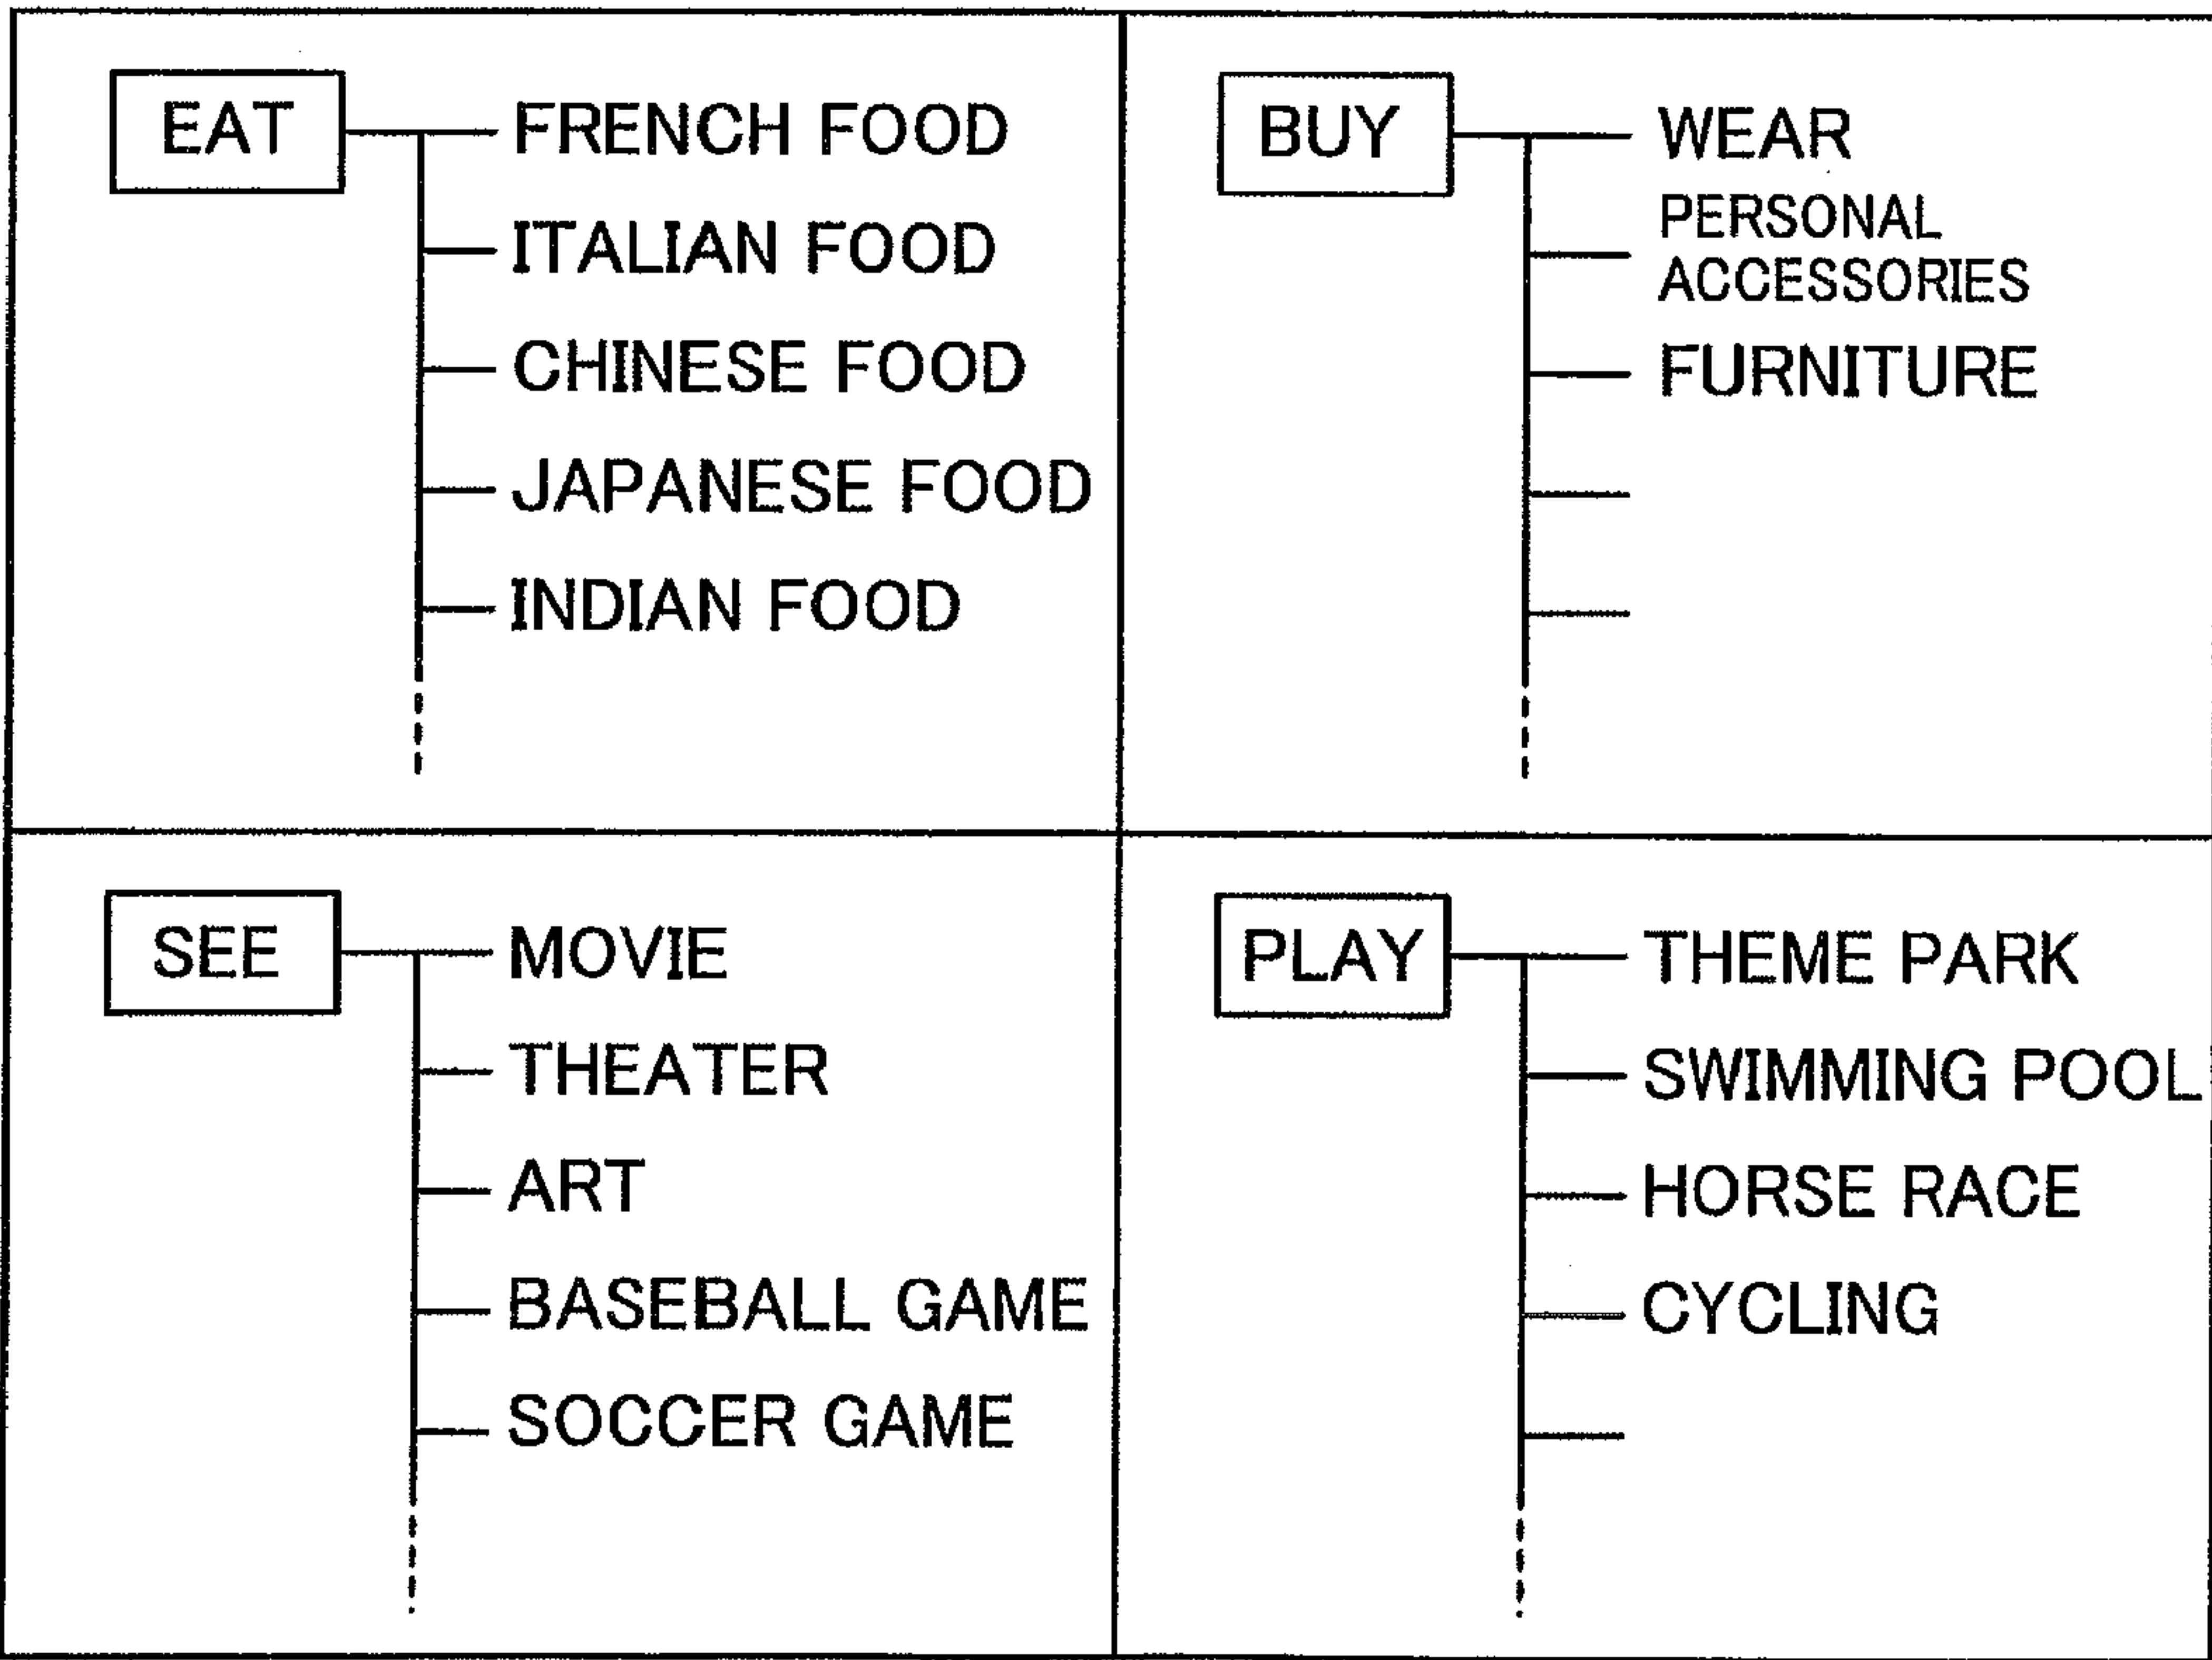 EAT
FRENCH FOOD
ITALIAN FOOD
CHINESE FOOD
JAPANESE FOOD
INDIAN FOOD
BUY
WEAR
PERSONAL
ACCESSORIES
FURNITURE
SEE
MOVIE
THEATER
ART
BASEBALL GAME
SOCCER GAME
PLAY
THEME PARK
SWIMMING POOL
HORSE RACE
CYCLING